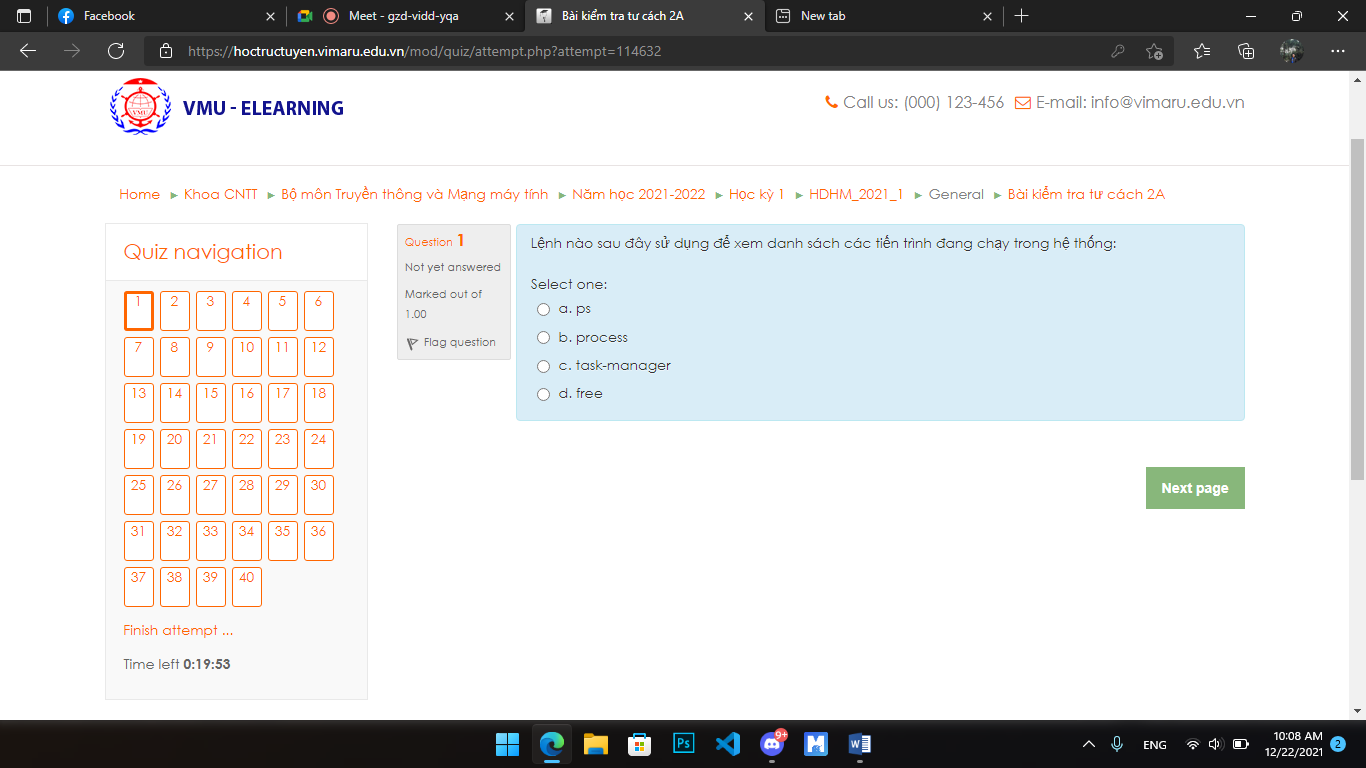 Facebook
Meet - gzd-vidd-yqa
Bài kiểm tra tư cách 2A
New tab
https://hoctructuyen.vimaru.edu.vn/mod/quiz/attempt.php?attempt=114632
VMU - ELEARNING
Call us: (000) 123-456 E-mail: info@vimaru.edu.vn
Home ► Khoa CNTT ► Bộ môn Truyền thông và Mạng máy tính ► Năm học 2021-2022 ► Học kỳ 1 ► HDHM_2021_1 ► General ► Bài kiểm tra tư cách 2A
Quiz navigation
1 2 3 4 5 6
7 8 9 10 11 12
13 14 15 16 17 18
19 20 21 22 23 24
25 26 27 28 29 30
31 32 33 34 35 36
37 38 39 40
Finish attempt ...
Time left 0:19:53
Question 1
Not yet answered
Marked out of
1.00
Flag question
Lệnh nào sau đây sử dụng để xem danh sách các tiến trình đang chạy trong hệ thống:
Select one:
a. ps
b. process
c. task-manager
d. free
Next page
Ps
9+
ENG
10:08 AM
12/22/2021
2